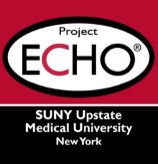 Project
ECHO®
SUNY Upstate
Medical University
New York